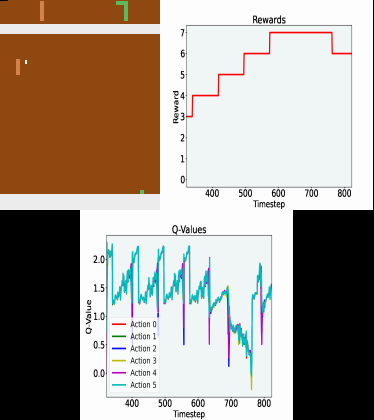 Rewards
7
6
5
4
3
2
1
0
Reward
400 500 600 700 800
Timestep
Q-Values
2.0
1.5
1.0
0.5
0.0
Q-Value
Action 0
Action 1
Action 2
Action 3
Action 4
Action 5
400 500 600 700 800
Timestep